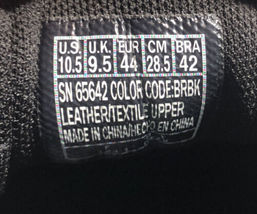 U.S. U.K. EUR CM BRA
10.5 9.5 44 28.5 42
SN 65642 COLOR CODE:BRBK
LEATHER/TEXTILE UPPER
MADE IN CHINA/HECHO EN CHINA